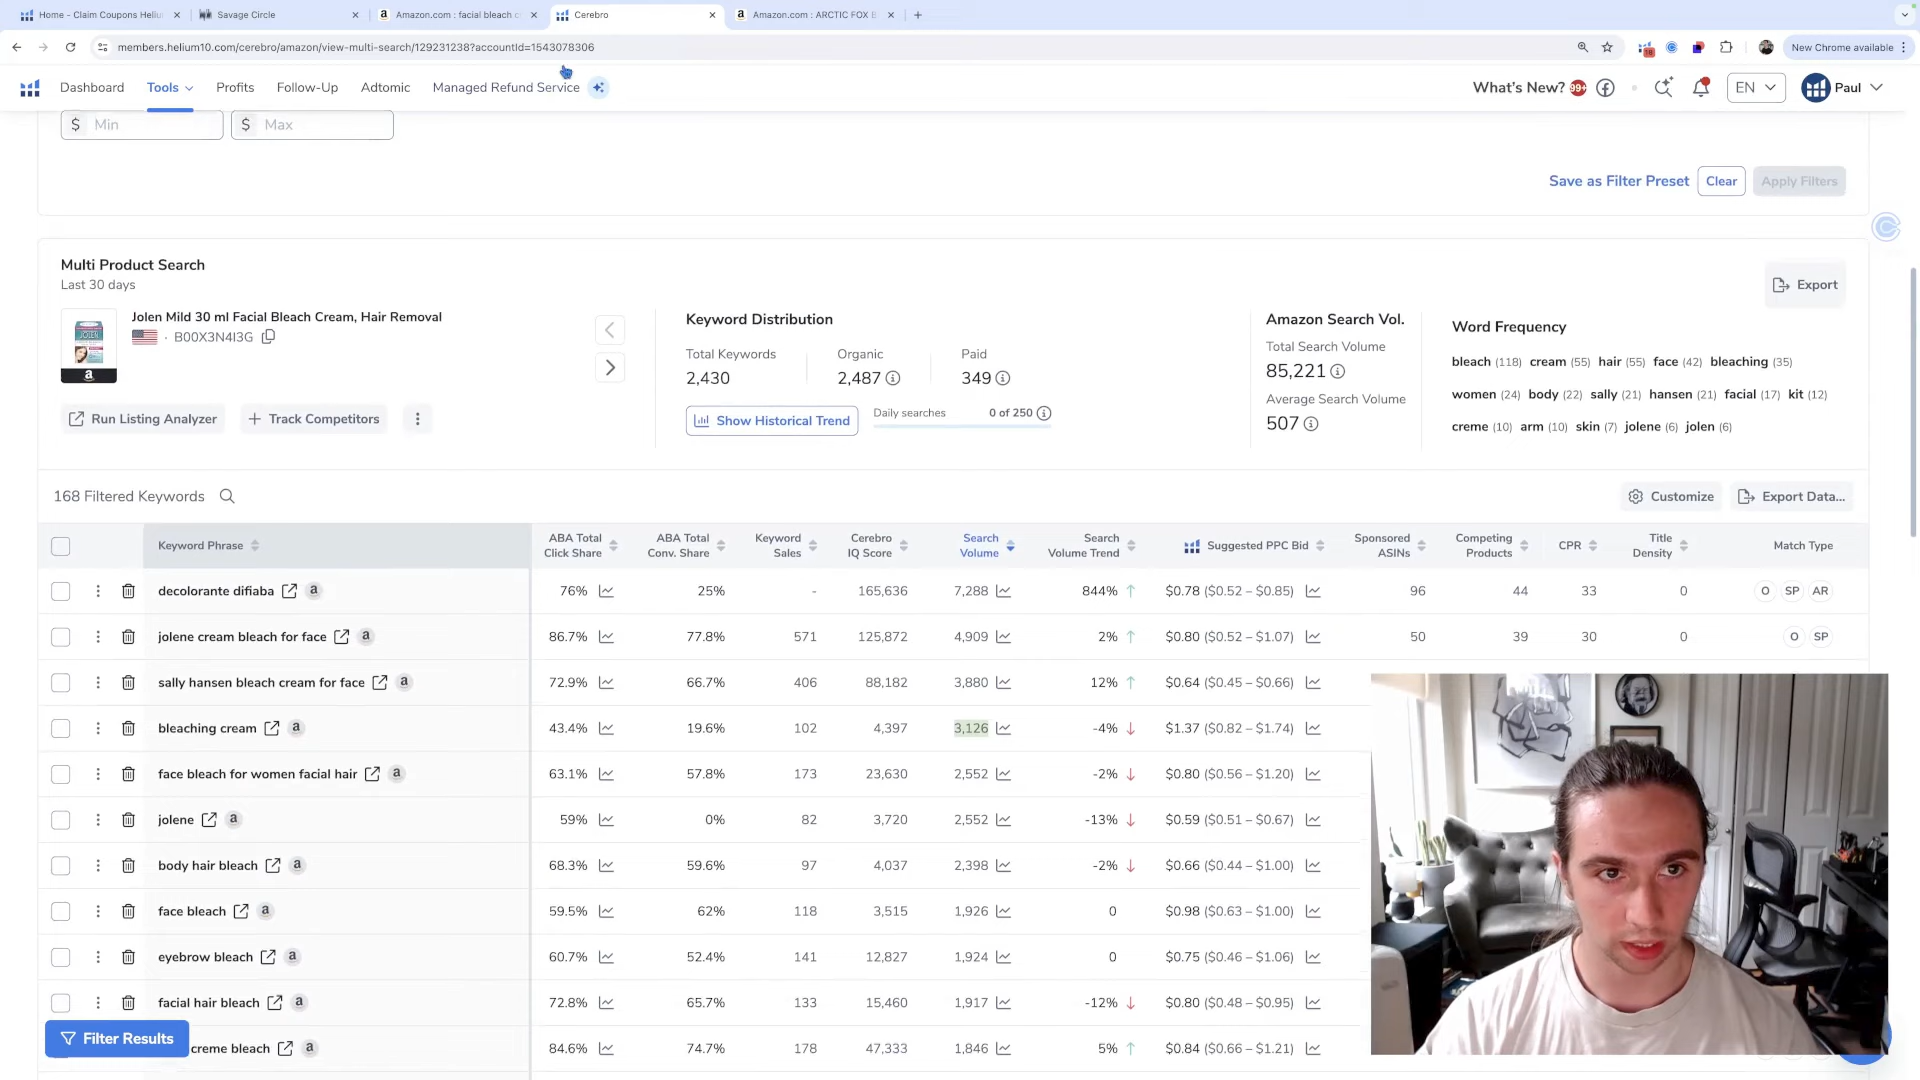 Home - Claim Coupons Heliu
Savage Circle
Amazon.com : facial bleach c
Cerebro
Amazon.com : ARCTIC FOX B
members.helium10.com/cerebro/amazon/view-multi-search/129231238?accountId=1543078306
New Chrome available
Dashboard
Tools
Profits
Follow-Up
Adtomic
Managed Refund Service
What's New? 99+
EN
Paul
$ Min
$ Max
Save as Filter Preset
Clear
Apply Filters
Multi Product Search
Last 30 days
Export
Jolen Mild 30 ml Facial Bleach Cream, Hair Removal
· B00X3N4I3G
Run Listing Analyzer
+ Track Competitors
Keyword Distribution
Total Keywords
2,430
Organic
2,487
Paid
349
Show Historical Trend
Daily searches 0 of 250
Amazon Search Vol.
Total Search Volume
85,221
Average Search Volume
507
Word Frequency
bleach (118) cream (55) hair (55) face (42) bleaching (35)
women (24) body (22) sally (21) hansen (21) facial (17) kit (12)
creme (10) arm (10) skin (7) jolene (6) jolen (6)
168 Filtered Keywords
Customize
Export Data...
Keyword Phrase
ABA Total Click Share
ABA Total Conv. Share
Keyword Sales
Cerebro IQ Score
Search Volume
Search Volume Trend
Suggested PPC Bid
Sponsored ASINs
Competing Products
CPR
Title Density
Match Type
decolorante difiaba a 76% 25% - 165,636 7,288 844% $0.78 ($0.52 – $0.85) 96 44 33 0 O SP AR
jolene cream bleach for face a 86.7% 77.8% 571 125,872 4,909 2% $0.80 ($0.52 – $1.07) 50 39 30 0 O SP
sally hansen bleach cream for face a 72.9% 66.7% 406 88,182 3,880 12% $0.64 ($0.45 – $0.66)
bleaching cream a 43.4% 19.6% 102 4,397 3,126 -4% $1.37 ($0.82 – $1.74)
face bleach for women facial hair a 63.1% 57.8% 173 23,630 2,552 -2% $0.80 ($0.56 – $1.20)
jolene a 59% 0% 82 3,720 2,552 -13% $0.59 ($0.51 – $0.67)
body hair bleach a 68.3% 59.6% 97 4,037 2,398 -2% $0.66 ($0.44 – $1.00)
face bleach a 59.5% 62% 118 3,515 1,926 0 $0.98 ($0.63 – $1.00)
eyebrow bleach a 60.7% 52.4% 141 12,827 1,924 0 $0.75 ($0.46 – $1.06)
facial hair bleach a 72.8% 65.7% 133 15,460 1,917 -12% $0.80 ($0.48 – $0.95)
creme bleach a 84.6% 74.7% 178 47,333 1,846 5% $0.84 ($0.66 – $1.21)
Filter Results